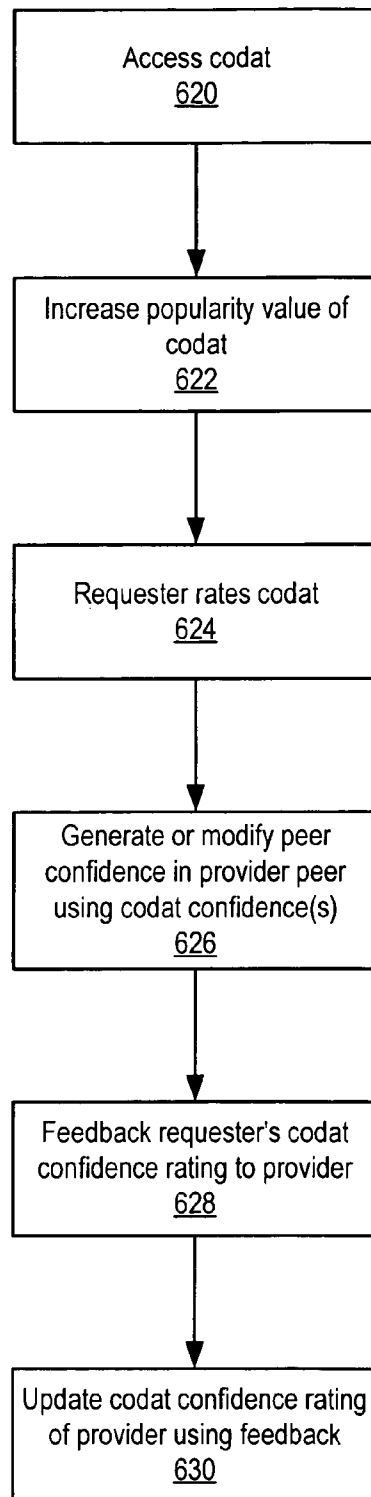 Access codat
620
Increase popularity value of
codat
622
Requester rates codat
624
Generate or modify peer
confidence in provider peer
using codat confidence(s)
626
Feedback requester's codat
confidence rating to provider
628
Update codat confidence rating
of provider using feedback
630